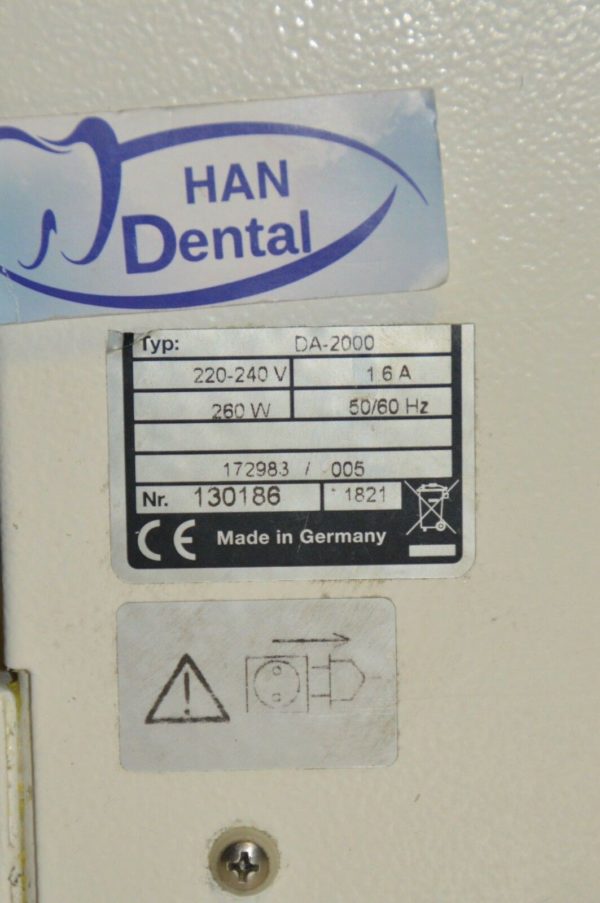 HAN
Dental
Typ: DA-2000
220-240 V 1.6 A
260 W 50/60 Hz
172983 / 005
Nr. 130186 1821
CE Made in Germany